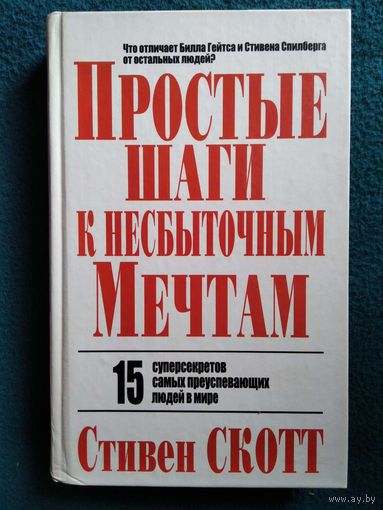 Что отличает Билла Гейтса и Стивена Спилберга
от остальных людей?
ПРОСТЫЕ
ШАГИ
К НЕСБЫТОЧНЫМ
МЕЧТАМ
15 суперсекретов
самых преуспевающих
людей в мире
Стивен СКОТТ
www.ay.by